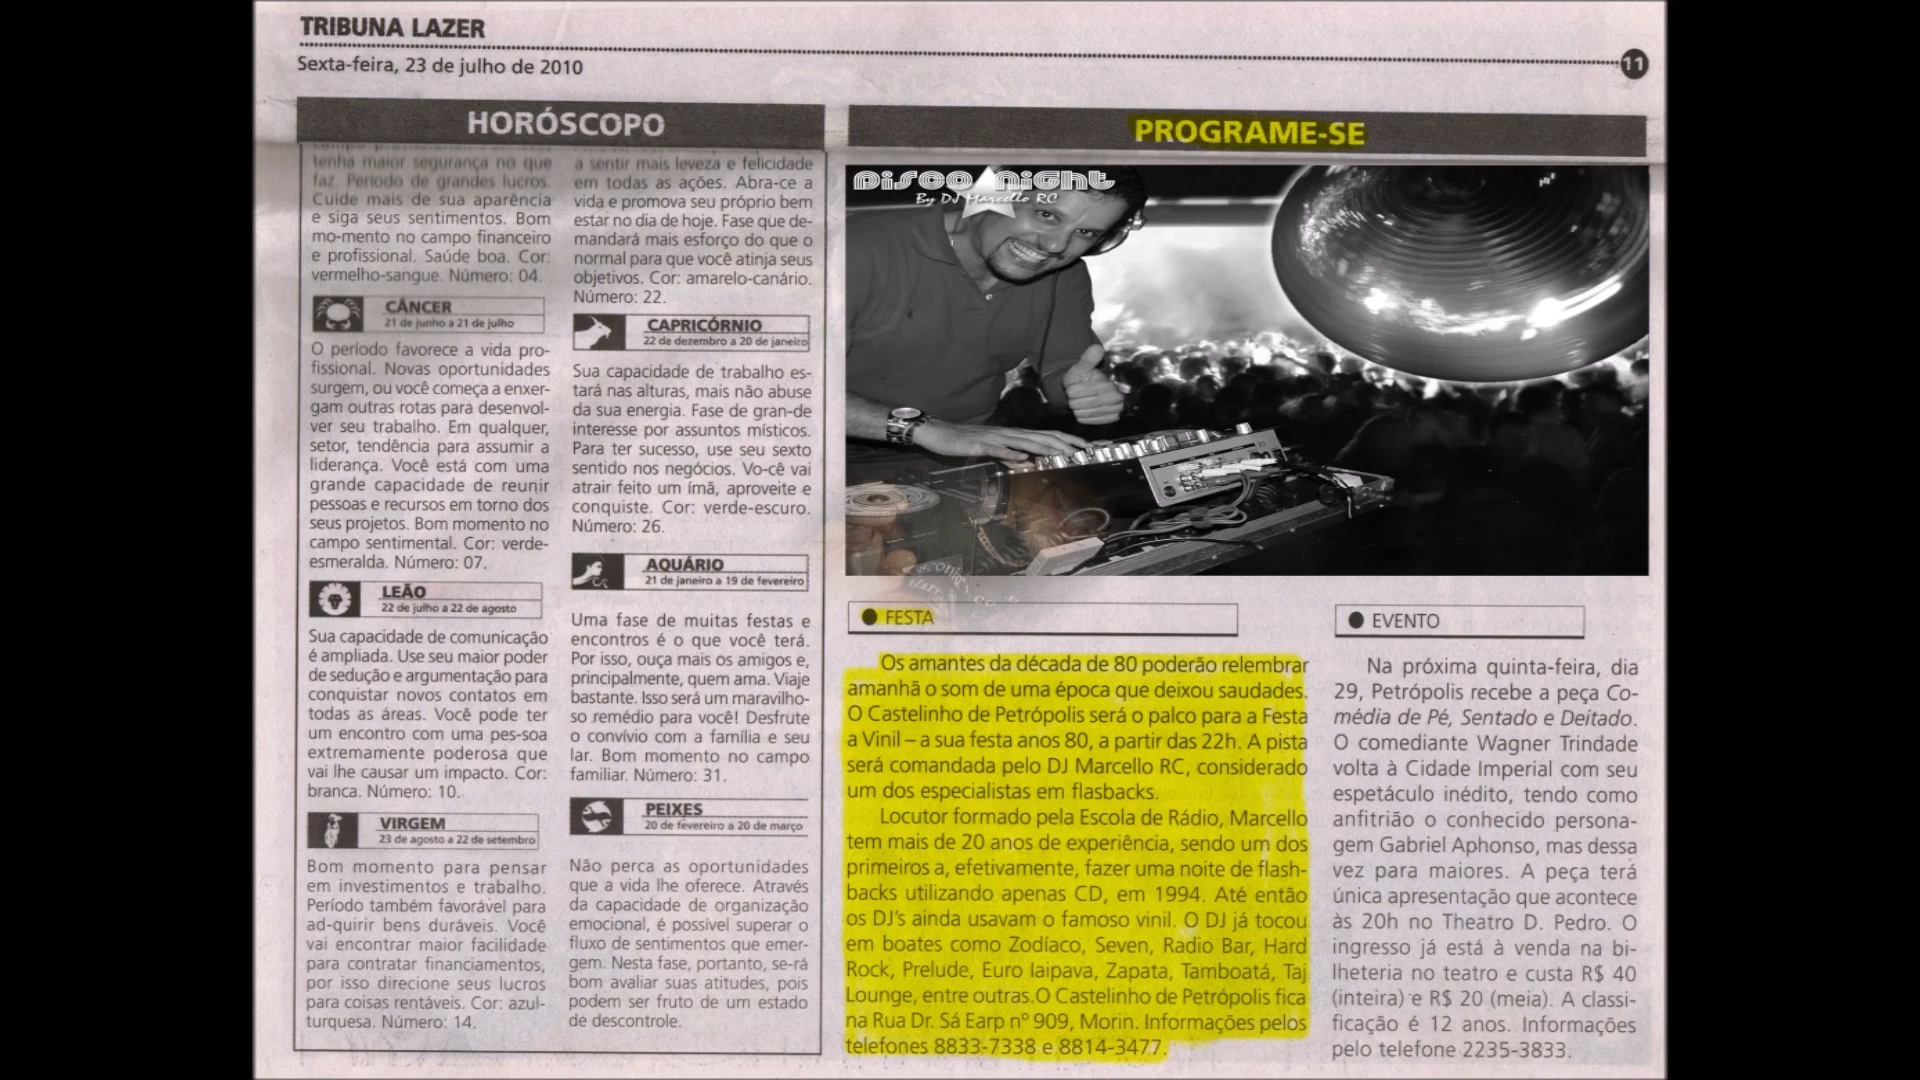 TRIBUNA LAZER
Sexta-feira, 23 de julho de 2010
11
HORÓSCOPO
tenha maior segurança no que
faz. Período de grandes lucros.
Cuide mais de sua aparência
e siga seus sentimentos. Bom
mo-mento no campo financeiro
e profissional. Saúde boa. Cor:
vermelho-sangue. Número: 04.
CÂNCER
21 de junho a 21 de julho
O período favorece a vida pro-
fissional. Novas oportunidades
surgem, ou você começa a enxer-
gam outras rotas para desenvol-
ver seu trabalho. Em qualquer,
setor, tendência para assumir a
liderança. Você está com uma
grande capacidade de reunir
pessoas e recursos em torno dos
seus projetos. Bom momento no
campo sentimental. Cor: verde-
esmeralda. Número: 07.
LEÃO
22 de julho a 22 de agosto
Sua capacidade de comunicação
é ampliada. Use seu maior poder
de sedução e argumentação para
conquistar novos contatos em
todas as áreas. Você pode ter
um encontro com uma pes-soa
extremamente poderosa que
vai lhe causar um impacto. Cor:
branca. Número: 10.
VIRGEM
23 de agosto a 22 de setembro
Bom momento para pensar
em investimentos e trabalho.
Período também favorável para
ad-quirir bens duráveis. Você
vai encontrar maior facilidade
para contratar financiamentos,
por isso direcione seus lucros
para coisas rentáveis. Cor: azul-
turquesa. Número: 14.
a sentir mais leveza e felicidade
em todas as ações. Abra-ce a
vida e promova seu próprio bem
estar no dia de hoje. Fase que de-
mandará mais esforço do que o
normal para que você atinja seus
objetivos. Cor: amarelo-canário.
Número: 22.
CAPRICÓRNIO
22 de dezembro a 20 de janeiro
Sua capacidade de trabalho es-
tará nas alturas, mais não abuse
da sua energia. Fase de gran-de
interesse por assuntos místicos.
Para ter sucesso, use seu sexto
sentido nos negócios. Vo-cê vai
atrair feito um ímã, aproveite e
conquiste. Cor: verde-escuro.
Número: 26.
AQUÁRIO
21 de janeiro a 19 de fevereiro
Uma fase de muitas festas e
encontros é o que você terá.
Por isso, ouça mais os amigos e,
principalmente, quem ama. Viaje
bastante. Isso será um maravilho-
so remédio para você! Desfrute
o convívio com a família e seu
lar. Bom momento no campo
familiar. Número: 31.
PEIXES
20 de fevereiro a 20 de março
Não perca as oportunidades
que a vida lhe oferece. Através
da capacidade de organização
emocional, é possível superar o
fluxo de sentimentos que emer-
gem. Nesta fase, portanto, se-rá
bom avaliar suas atitudes, pois
podem ser fruto de um estado
de descontrole.
PROGRAME-SE
DISCO NIGHT
By DJ Marcello RC
● FESTA
Os amantes da década de 80 poderão relembrar
amanhã o som de uma época que deixou saudades.
O Castelinho de Petrópolis será o palco para a Festa
a Vinil – a sua festa anos 80, a partir das 22h. A pista
será comandada pelo DJ Marcello RC, considerado
um dos especialistas em flasbacks.
Locutor formado pela Escola de Rádio, Marcello
tem mais de 20 anos de experiência, sendo um dos
primeiros a, efetivamente, fazer uma noite de flash-
backs utilizando apenas CD, em 1994. Até então
os DJ's ainda usavam o famoso vinil. O DJ já tocou
em boates como Zodíaco, Seven, Radio Bar, Hard
Rock, Prelude, Euro Iaipava, Zapata, Tamboatá, Taj
Lounge, entre outras.O Castelinho de Petrópolis fica
na Rua Dr. Sá Earp nº 909, Morin. Informações pelos
telefones 8833-7338 e 8814-3477.
● EVENTO
Na próxima quinta-feira, dia
29, Petrópolis recebe a peça Co-
média de Pé, Sentado e Deitado.
O comediante Wagner Trindade
volta à Cidade Imperial com seu
espetáculo inédito, tendo como
anfitrião o conhecido persona-
gem Gabriel Aphonso, mas dessa
vez para maiores. A peça terá
única apresentação que acontece
às 20h no Theatro D. Pedro. O
ingresso já está à venda na bi-
lheteria no teatro e custa R$ 40
(inteira) e R$ 20 (meia). A classi-
ficação é 12 anos. Informações
pelo telefone 2235-3833.